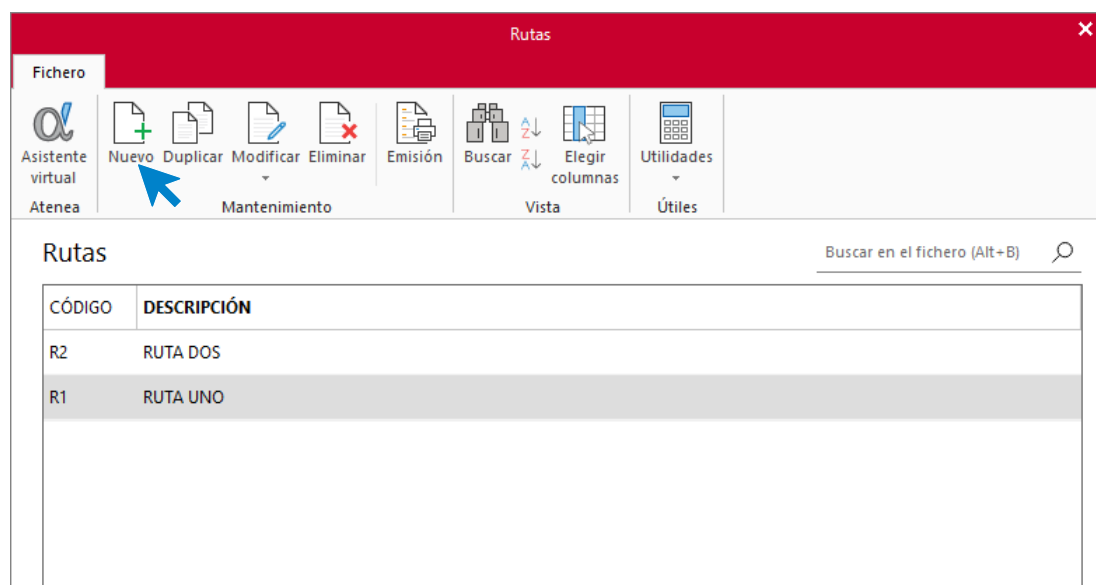 Rutas
Fichero
Asistente virtual
Nuevo
Duplicar
Modificar
Eliminar
Emisión
Buscar
A
Z
Z
A
Elegir columnas
Utilidades
Atenea
Mantenimiento
Vista
Útiles
Rutas
Buscar en el fichero (Alt+B)
CÓDIGO DESCRIPCIÓN
R2 RUTA DOS
R1 RUTA UNO